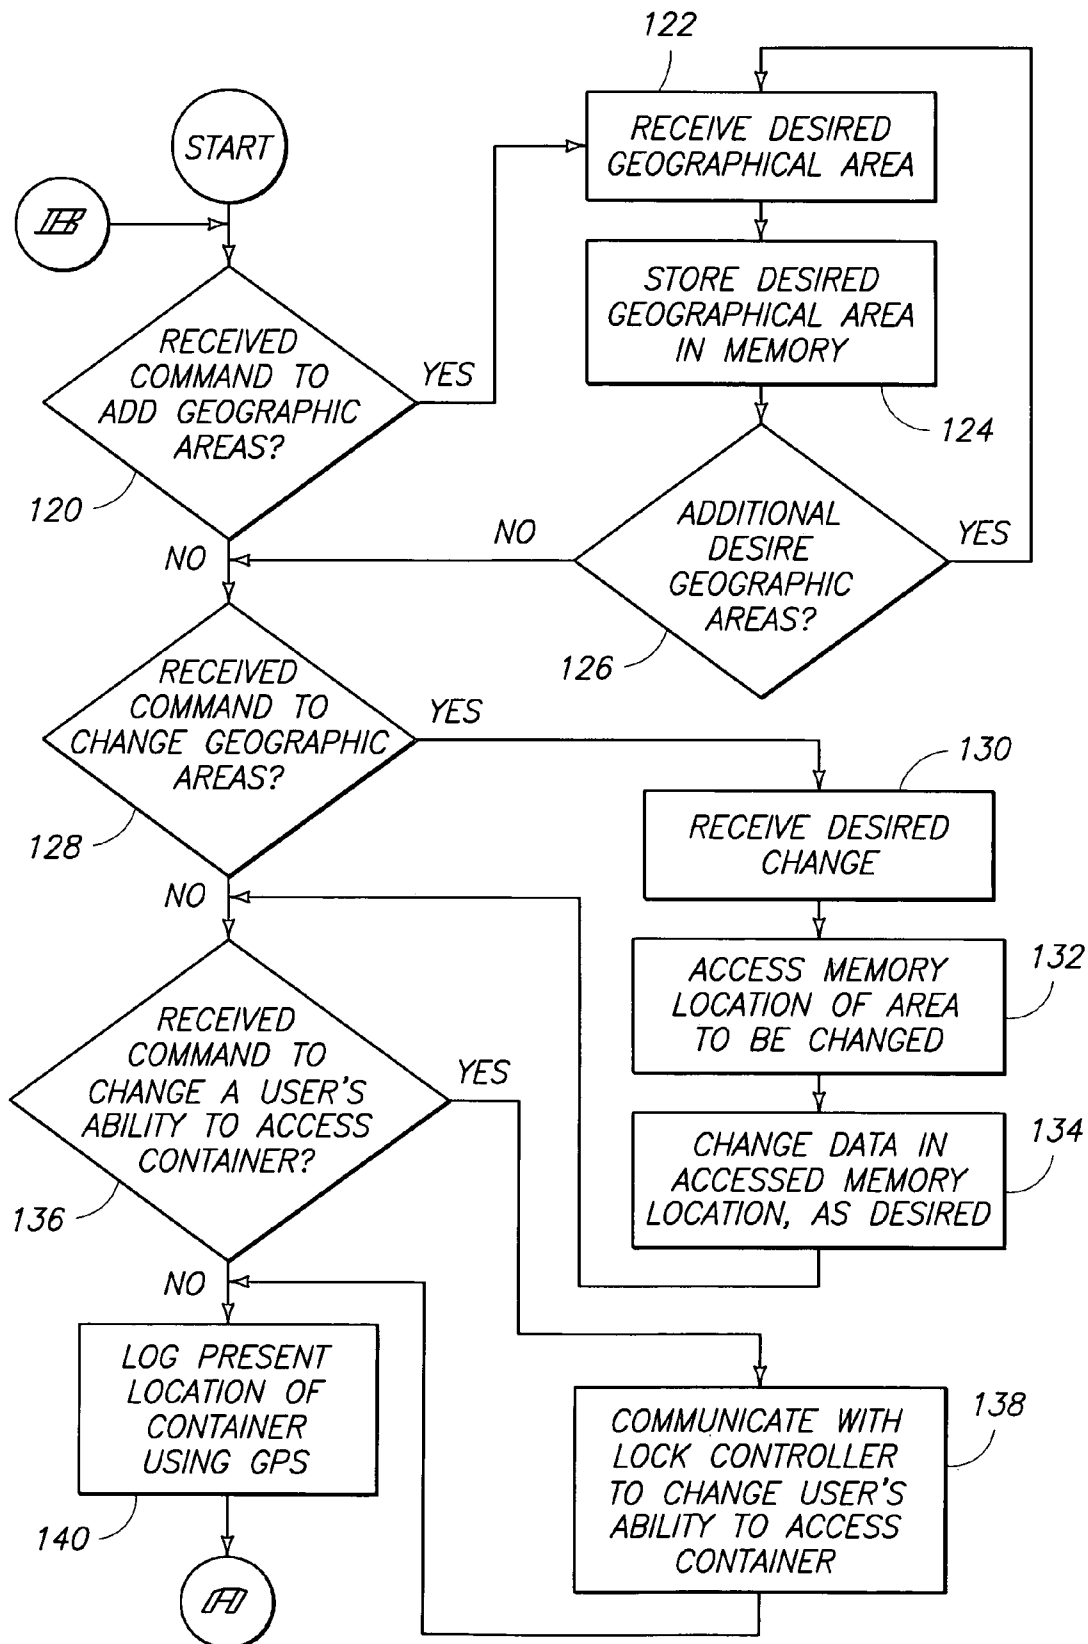 122
START
RECEIVE DESIRED
GEOGRAPHICAL AREA
B
STORE DESIRED
GEOGRAPHICAL AREA
IN MEMORY
124
RECEIVED
COMMAND TO
ADD GEOGRAPHIC
AREAS?
YES
120
NO
ADDITIONAL
DESIRE
GEOGRAPHIC
AREAS?
NO
YES
126
RECEIVED
COMMAND TO
CHANGE GEOGRAPHIC
AREAS?
YES
128
NO
130
RECEIVE DESIRED
CHANGE
132
ACCESS MEMORY
LOCATION OF AREA
TO BE CHANGED
134
CHANGE DATA IN
ACCESSED MEMORY
LOCATION, AS DESIRED
RECEIVED
COMMAND TO
CHANGE A USER'S
ABILITY TO ACCESS
CONTAINER?
YES
136
NO
LOG PRESENT
LOCATION OF
CONTAINER
USING GPS
140
138
COMMUNICATE WITH
LOCK CONTROLLER
TO CHANGE USER'S
ABILITY TO ACCESS
CONTAINER
A